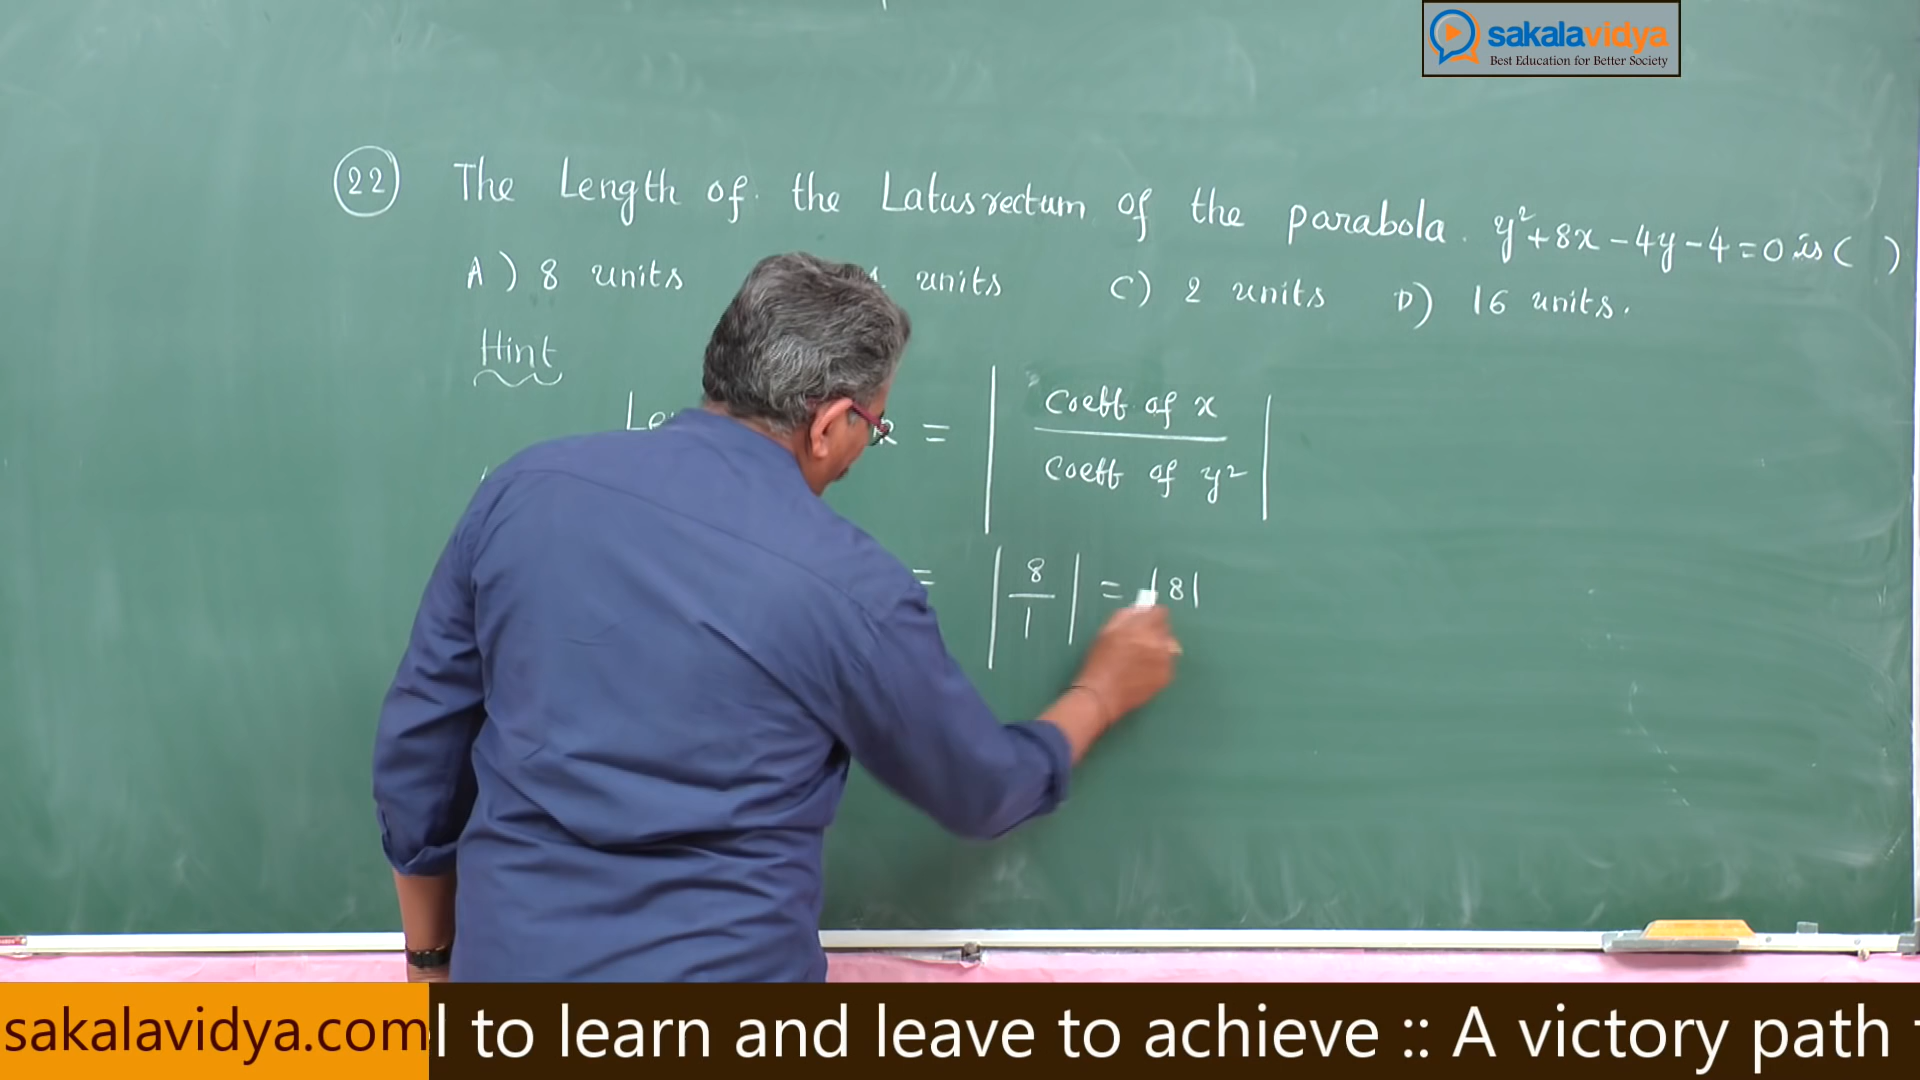 sakalavidya
Best Education for Better Society
22 The Length of the Latusrectum of the parabola. y²+8x-4y-4=0 is ( )
A) 8 units units C) 2 units D) 16 units.
Hint
= | coeff of x / coeff of y² |
= | 8/1 | = |8|
sakalavidya.com
l to learn and leave to achieve :: A victory path